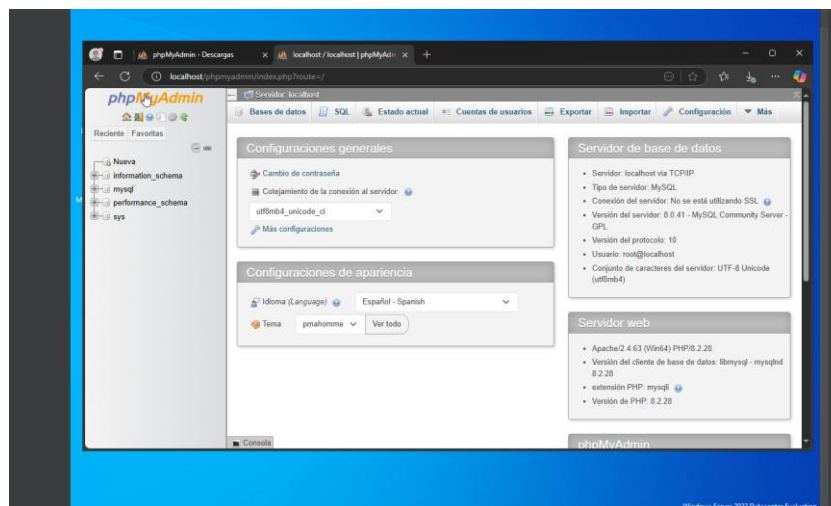 phpMyAdmin - Descargas
localhost / localhost | phpMyAdm
localhost/phpmyadmin/index.php?route=/
phpMyAdmin
Reciente Favoritas
Nueva
information_schema
mysql
performance_schema
sys
Servidor: localhost
Bases de datos SQL Estado actual Cuentas de usuarios Exportar Importar Configuración Más
Configuraciones generales
Cambio de contraseña
Cotejamiento de la conexión al servidor:
utf8mb4_unicode_ci
Más configuraciones
Configuraciones de apariencia
Idioma (Language) Español - Spanish
Tema pmahomme Ver todo
Servidor de base de datos
Servidor: localhost via TCP/IP
Tipo de servidor: MySQL
Conexión del servidor: No se está utilizando SSL
Versión del servidor: 8.0.41 - MySQL Community Server -
GPL
Versión del protocolo: 10
Usuario: root@localhost
Conjunto de caracteres del servidor: UTF-8 Unicode
(utf8mb4)
Servidor web
Apache/2.4.63 (Win64) PHP/8.2.28
Versión del cliente de base de datos: libmysql - mysqlnd
8.2.28
extensión PHP: mysqli
Versión de PHP: 8.2.28
phpMyAdmin
Consola